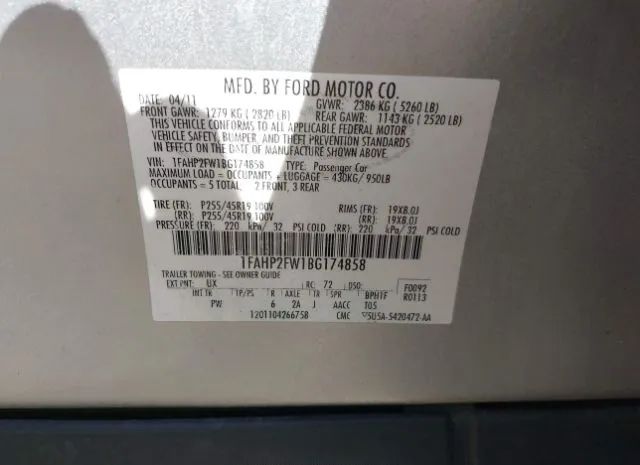 MFD. BY FORD MOTOR CO.
DATE: 04/11 GVWR: 2386 KG ( 5260 LB)
FRONT GAWR: 1279 KG ( 2820 LB) REAR GAWR: 1143 KG ( 2520 LB)
THIS VEHICLE CONFORMS TO ALL APPLICABLE FEDERAL MOTOR
VEHICLE SAFETY, BUMPER, AND THEFT PREVENTION STANDARDS
IN EFFECT ON THE DATE OF MANUFACTURE SHOWN ABOVE.
VIN: 1FAHP2FW1BG174858 TYPE: Passenger Car
MAXIMUM LOAD = OCCUPANTS + LUGGAGE = 430KG/ 950LB
OCCUPANTS = 5 TOTAL, 2 FRONT, 3 REAR
TIRE (FR): P255/45R19 100V RIMS (FR): 19X8.0J
(RR): P255/45R19 100V (RR): 19X8.0J
PRESSURE (FR): 220 kPa/ 32 PSI COLD (RR): 220 kPa/ 32 PSI COLD
1FAHP2FW1BG174858
TRAILER TOWING - SEE OWNER GUIDE
EXT PNT: UX RC: 72 DSO: F0092
INT TR TP/PS R AXLE TR SPR BPHTF R0113
PW 6 2A J AACC T05
1201104266758 CMC 5U5A-5420472-AA